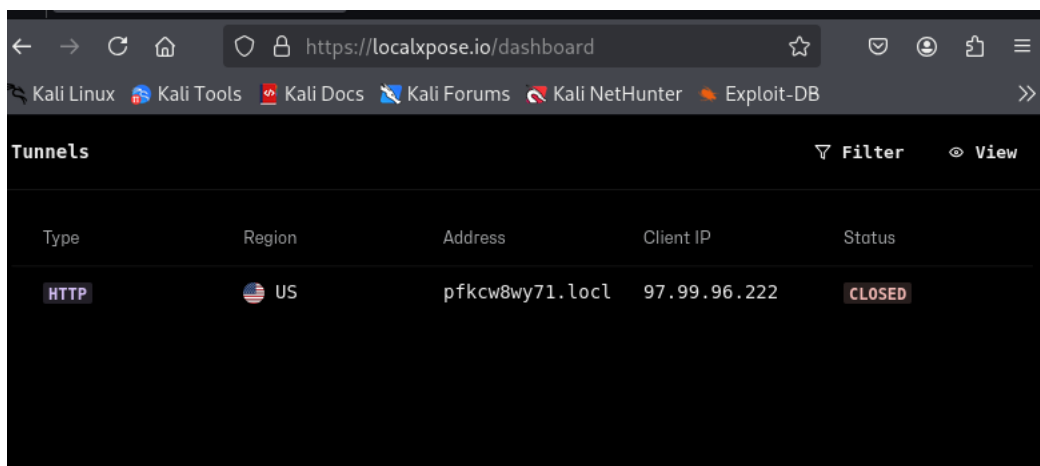 https://localxpose.io/dashboard
Kali Linux Kali Tools Kali Docs Kali Forums Kali NetHunter Exploit-DB
Tunnels Filter View
Type Region Address Client IP Status
HTTP US pfkcw8wy71.locl 97.99.96.222 CLOSED